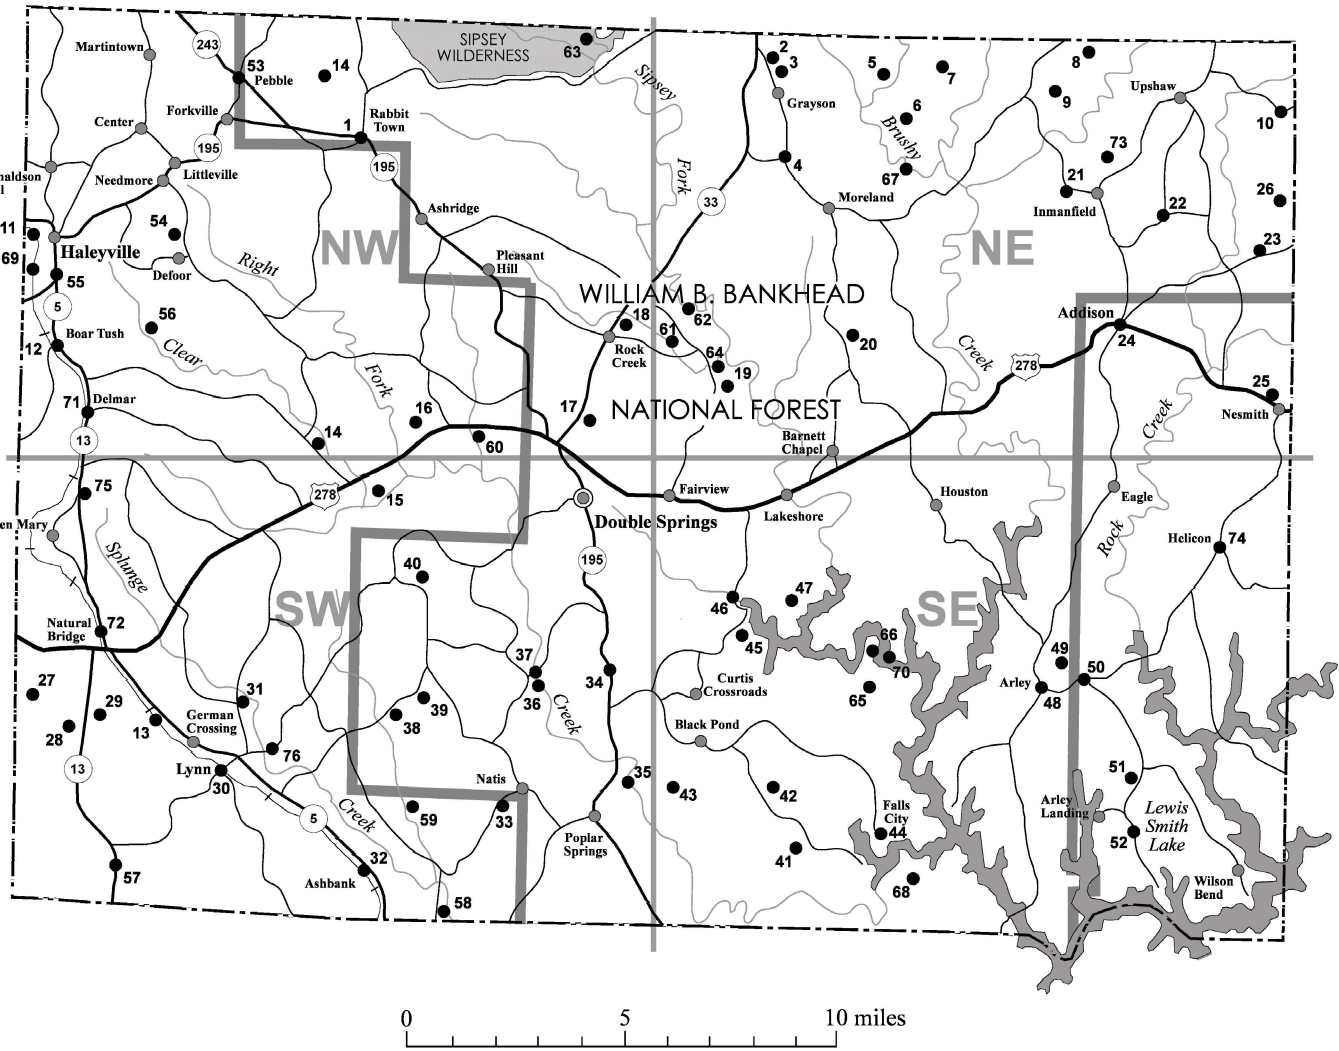 SIPSEY
WILDERNESS
63
243
Martintown
53
Pebble
14
Sipsey
2
3
Grayson
5
7
8
9
Upshaw
10
Forkville
Rabbit
Town
1
Center
195
195
6
Brushy
Fork
4
73
naldson
l
Needmore
Littleville
67
21
26
33
Moreland
Inmanfield
22
Ashridge
11
54
Haleyville
NW
NE
23
69
55
Defoor
Right
Pleasant
Hill
WILLIAM B. BANKHEAD
5
56
18
61
62
Addison
24
12
Boar Tush
Clear
Rock
Creek
64
20
Creek
278
19
25
71
Delmar
Fork
16
17
NATIONAL FOREST
Nesmith
Creek
13
14
60
Barnett
Chapel
75
278
15
Fairview
Lakeshore
Houston
Eagle
Double Springs
en Mary
Splunge
195
Rock
Helicon
74
40
SW
46
47
SE
Natural
Bridge
72
45
66
70
49
50
37
34
36
Creek
Curtis
Crossroads
65
Arley
48
27
29
31
German
Crossing
39
38
28
13
Black Pond
76
13
Lynn
30
Natis
35
43
42
51
5
Creek
59
33
Falls
City
44
Arley
Landing
Lewis
Smith
Lake
52
Poplar
Springs
41
32
Ashbank
57
68
Wilson
Bend
58
0
5
10 miles